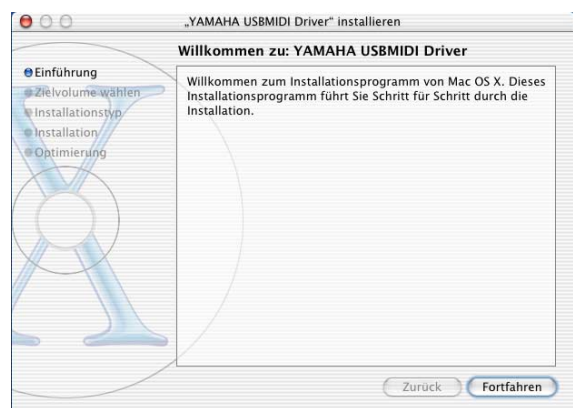 „YAMAHA USBMIDI Driver“ installieren
Willkommen zu: YAMAHA USBMIDI Driver
Einführung
Zielvolume wählen
Installationstyp
Installation
Optimierung
Willkommen zum Installationsprogramm von Mac OS X. Dieses
Installationsprogramm führt Sie Schritt für Schritt durch die
Installation.
Zurück
Fortfahren